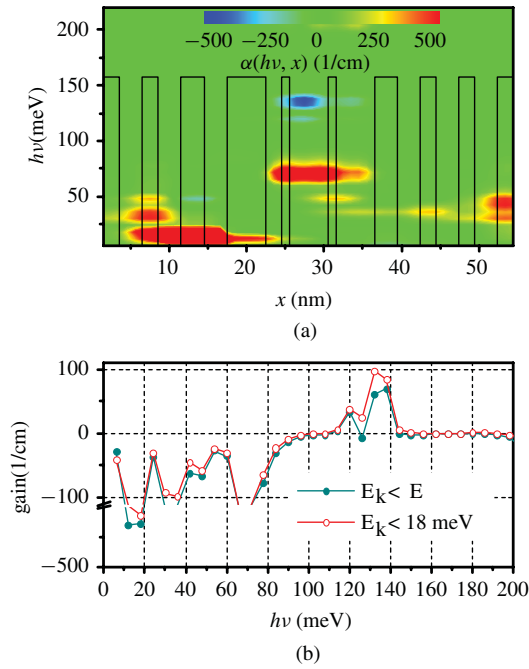 200
150
100
50
hν(meV)
−500 −250 0 250 500
α(hν, x) (1/cm)
10 20 30 40 50
x (nm)
(a)
100
0
−100
−500
gain(1/cm)
E_k< E
E_k< 18 meV
0 20 40 60 80 100 120 140 160 180 200
hν (meV)
(b)